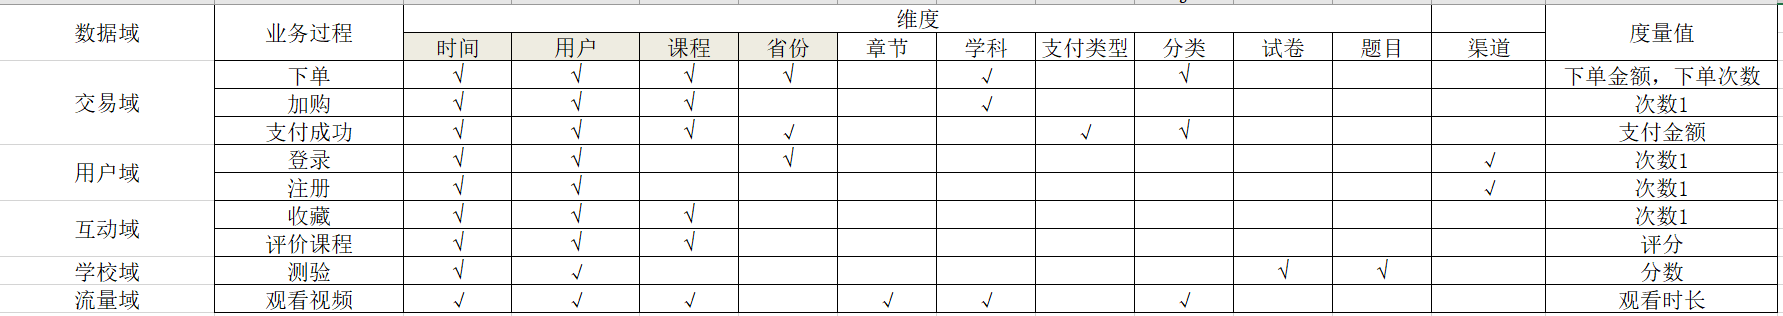 数据域 业务过程 维度 度量值
时间 用户 课程 省份 章节 学科 支付类型 分类 试卷 题目 渠道
交易域 下单 √ √ √ √ √ √ 下单金额，下单次数
加购 √ √ √ √ 次数1
支付成功 √ √ √ √ √ √ 支付金额
用户域 登录 √ √ √ √ 次数1
注册 √ √ √ 次数1
互动域 收藏 √ √ √ 次数1
评价课程 √ √ √ 评分
学校域 测验 √ √ √ √ 分数
流量域 观看视频 √ √ √ √ √ √ 观看时长